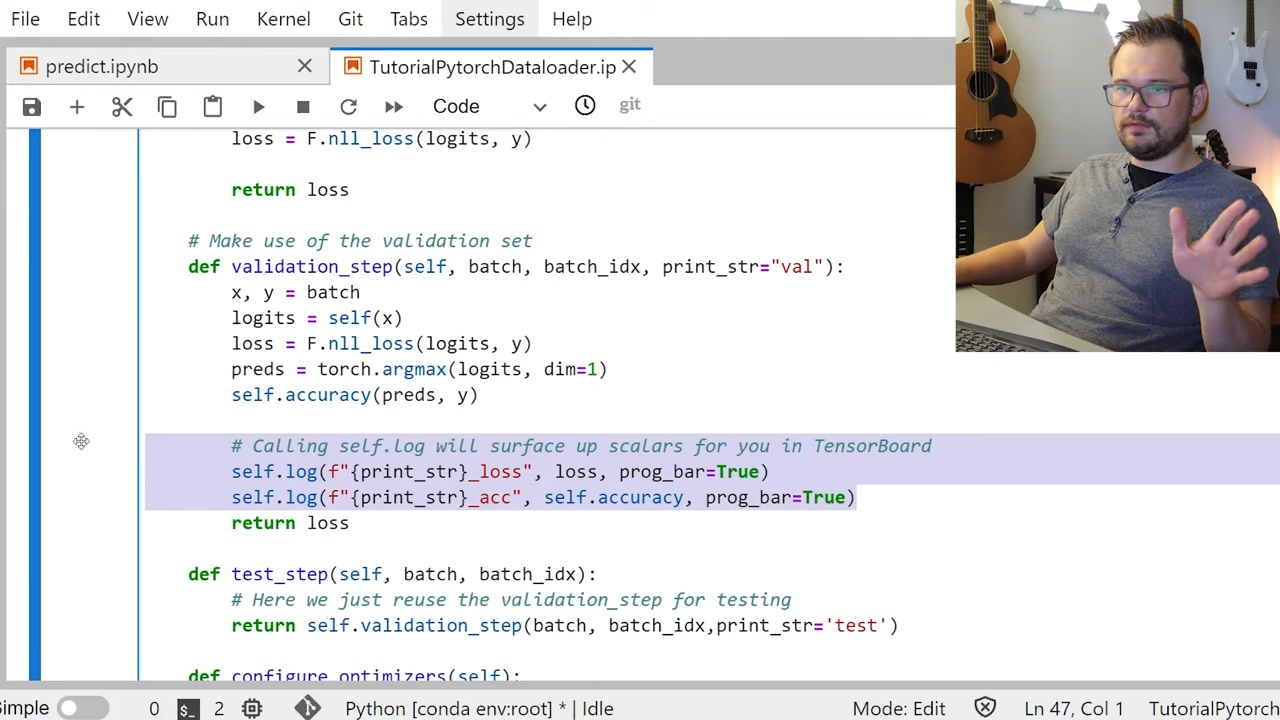 File Edit View Run Kernel Git Tabs Settings Help
predict.ipynb TutorialPytorchDataloader.ip
Code git
loss = F.nll_loss(logits, y)
return loss
# Make use of the validation set
def validation_step(self, batch, batch_idx, print_str="val"):
x, y = batch
logits = self(x)
loss = F.nll_loss(logits, y)
preds = torch.argmax(logits, dim=1)
self.accuracy(preds, y)
# Calling self.log will surface up scalars for you in TensorBoard
self.log(f"{print_str}_loss", loss, prog_bar=True)
self.log(f"{print_str}_acc", self.accuracy, prog_bar=True)
return loss
def test_step(self, batch, batch_idx):
# Here we just reuse the validation_step for testing
return self.validation_step(batch, batch_idx,print_str='test')
def configure_optimizers(self):
Simple 0 $_ 2 Python [conda env:root] * | Idle Mode: Edit Ln 47, Col 1 TutorialPytorch